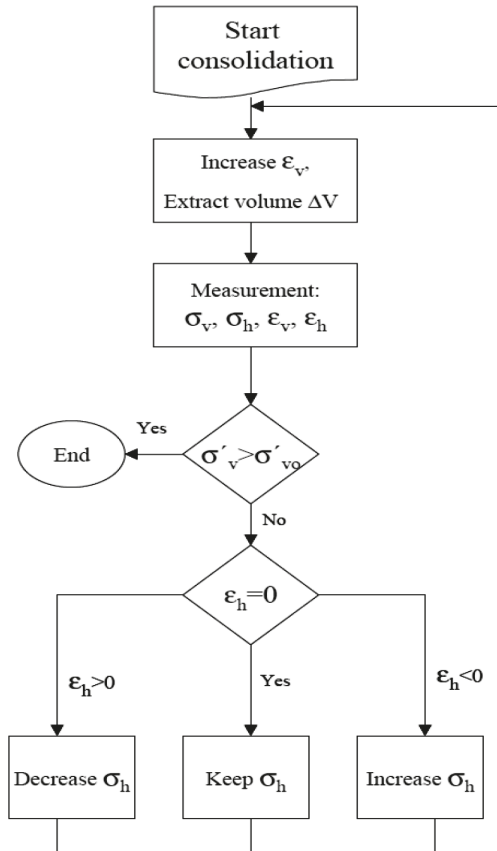 Start
consolidation
Increase εᵥ,
Extract volume ΔV
Measurement:
σᵥ, σₕ, εᵥ, εₕ
Yes
End
σ´ᵥ>σ´ᵥₒ
No
εₕ=0
εₕ>0
Yes
εₕ<0
Decrease σₕ
Keep σₕ
Increase σₕ